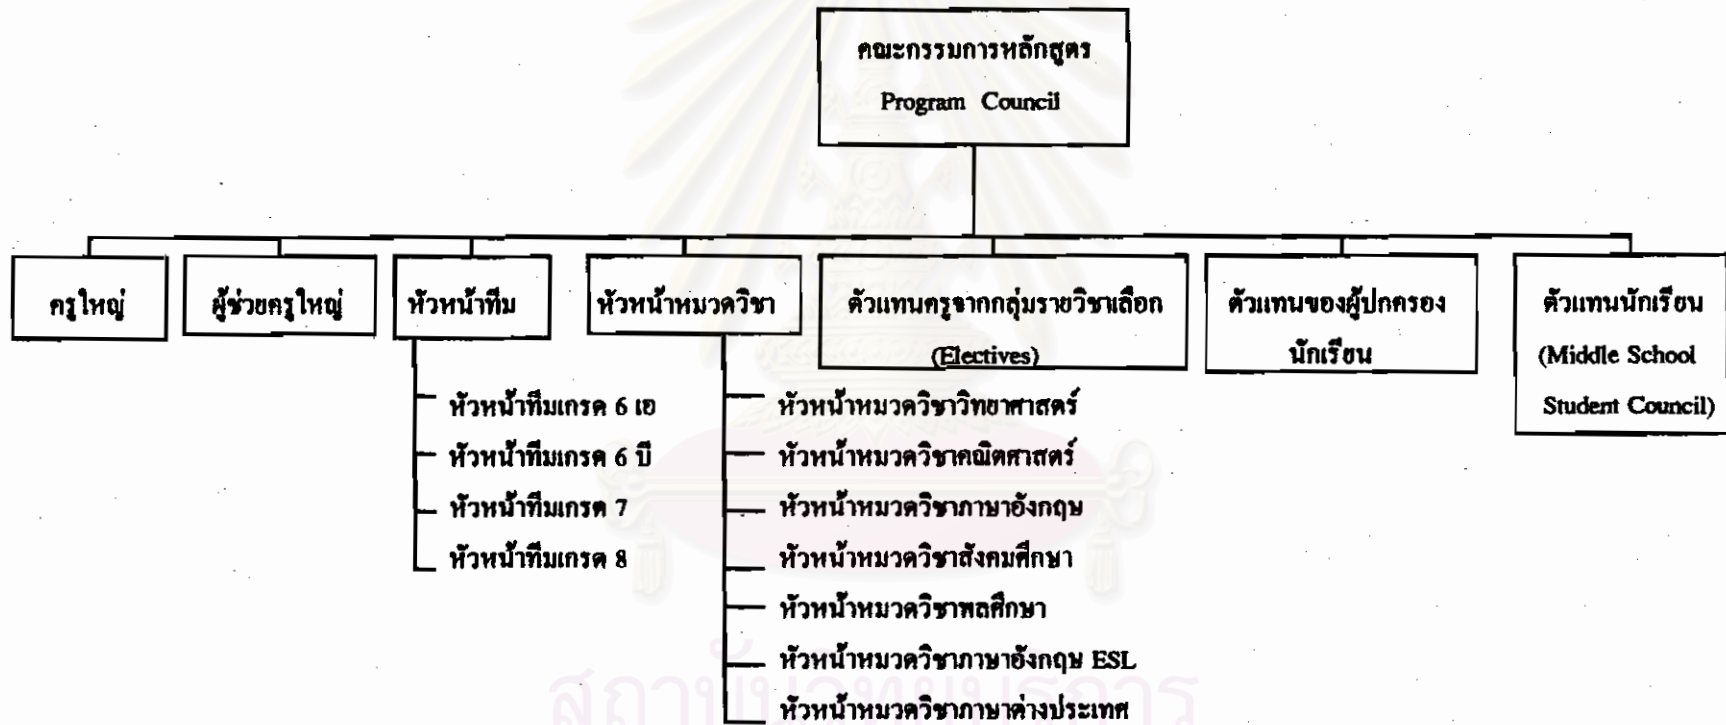 คณะกรรมการหลักสูตร
Program Council
ครูใหญ่
ผู้ช่วยครูใหญ่
หัวหน้าทีม
หัวหน้าทีมเกรด 6 เอ
หัวหน้าทีมเกรด 6 บี
หัวหน้าทีมเกรด 7
หัวหน้าทีมเกรด 8
หัวหน้าหมวดวิชา
หัวหน้าหมวดวิชาวิทยาศาสตร์
หัวหน้าหมวดวิชาคณิตศาสตร์
หัวหน้าหมวดวิชาภาษาอังกฤษ
หัวหน้าหมวดวิชาสังคมศึกษา
หัวหน้าหมวดวิชาพลศึกษา
หัวหน้าหมวดวิชาภาษาอังกฤษ ESL
หัวหน้าหมวดวิชาภาษาต่างประเทศ
ตัวแทนครูจากกลุ่มรายวิชาเลือก
(Electives)
ตัวแทนของผู้ปกครอง
นักเรียน
ตัวแทนนักเรียน
(Middle School
Student Council)
สถาบันวิทยบริการ